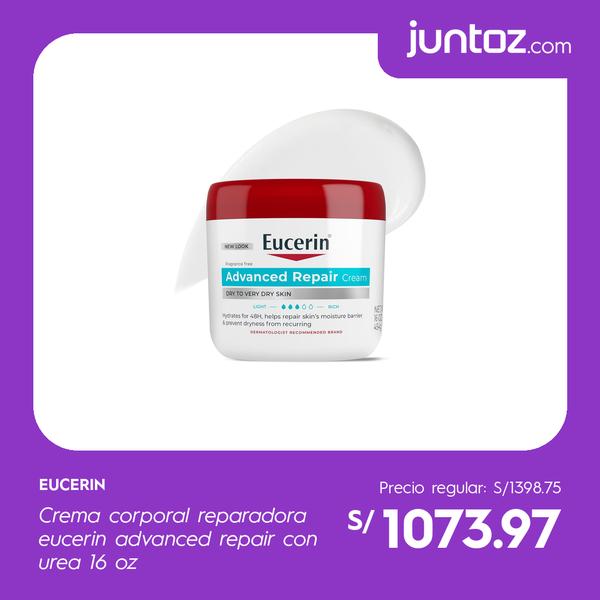 juntoz.com
NEW LOOK
Eucerin®
Fragrance free
Advanced Repair Cream
DRY TO VERY DRY SKIN
LIGHT RICH
Hydrates for 48H, helps repair skin's moisture barrier
& prevent dryness from recurring
DERMATOLOGIST RECOMMENDED BRAND
EUCERIN
Crema corporal reparadora
eucerin advanced repair con
urea 16 oz
Precio regular: S/1398.75
S/ 1073.97